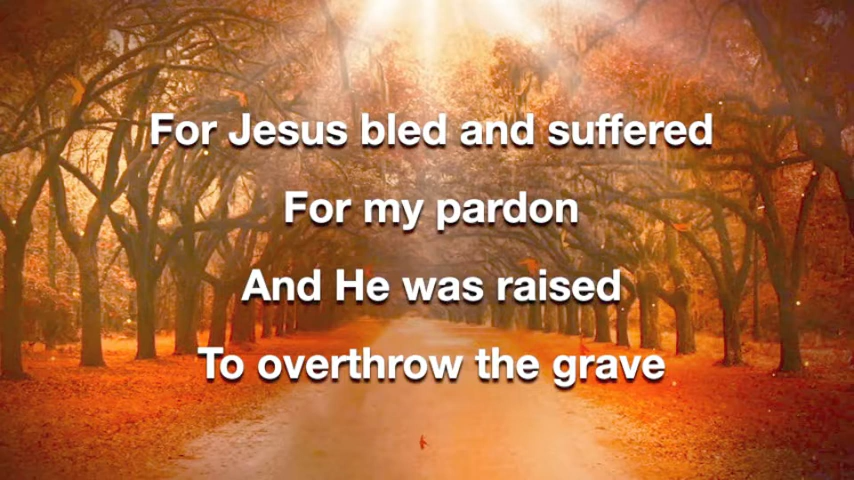 For Jesus bled and suffered
For my pardon
And He was raised
To overthrow the grave